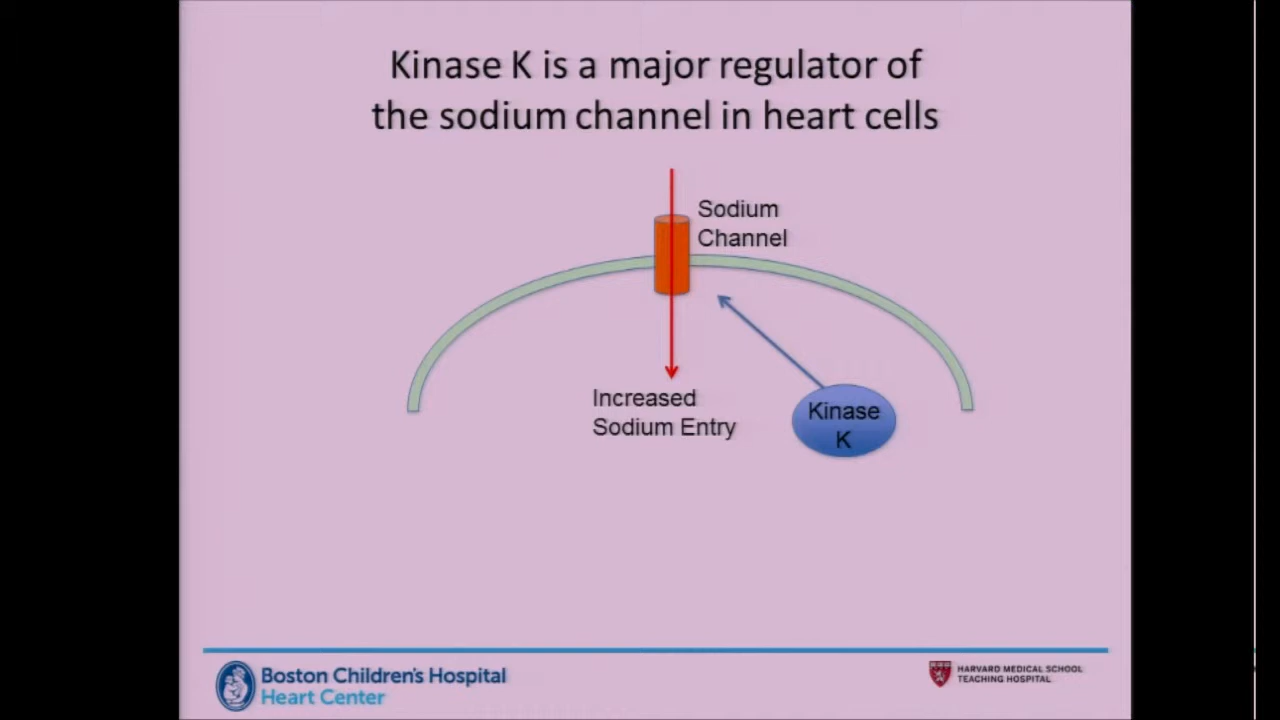 Kinase K is a major regulator of
the sodium channel in heart cells
Sodium
Channel
Increased
Sodium Entry
Kinase
K
Boston Children's Hospital
Heart Center
HARVARD MEDICAL SCHOOL
TEACHING HOSPITAL